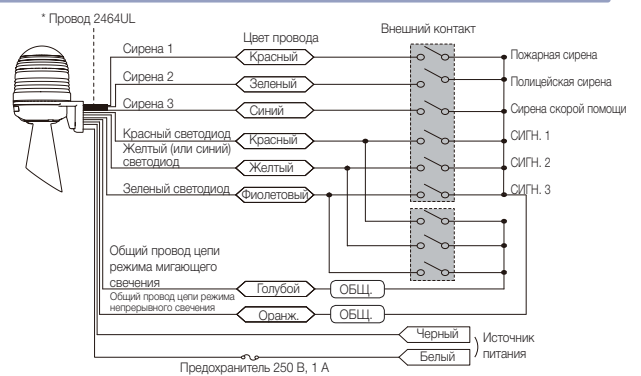 * Провод 2464UL
Цвет провода
Внешний контакт
Сирена 1
Красный
Пожарная сирена
Сирена 2
Зеленый
Полицейская сирена
Сирена 3
Синий
Сирена скорой помощи
Красный светодиод
Красный
СИГН. 1
Желтый (или синий)
светодиод
Желтый
СИГН. 2
Зеленый светодиод
Фиолетовый
СИГН. 3
Общий провод цепи
режима мигающего
свечения
Голубой
ОБЩ.
Общий провод цепи режима
непрерывного свечения
Оранж.
ОБЩ.
Черный
Источник
питания
Белый
Предохранитель 250 В, 1 А